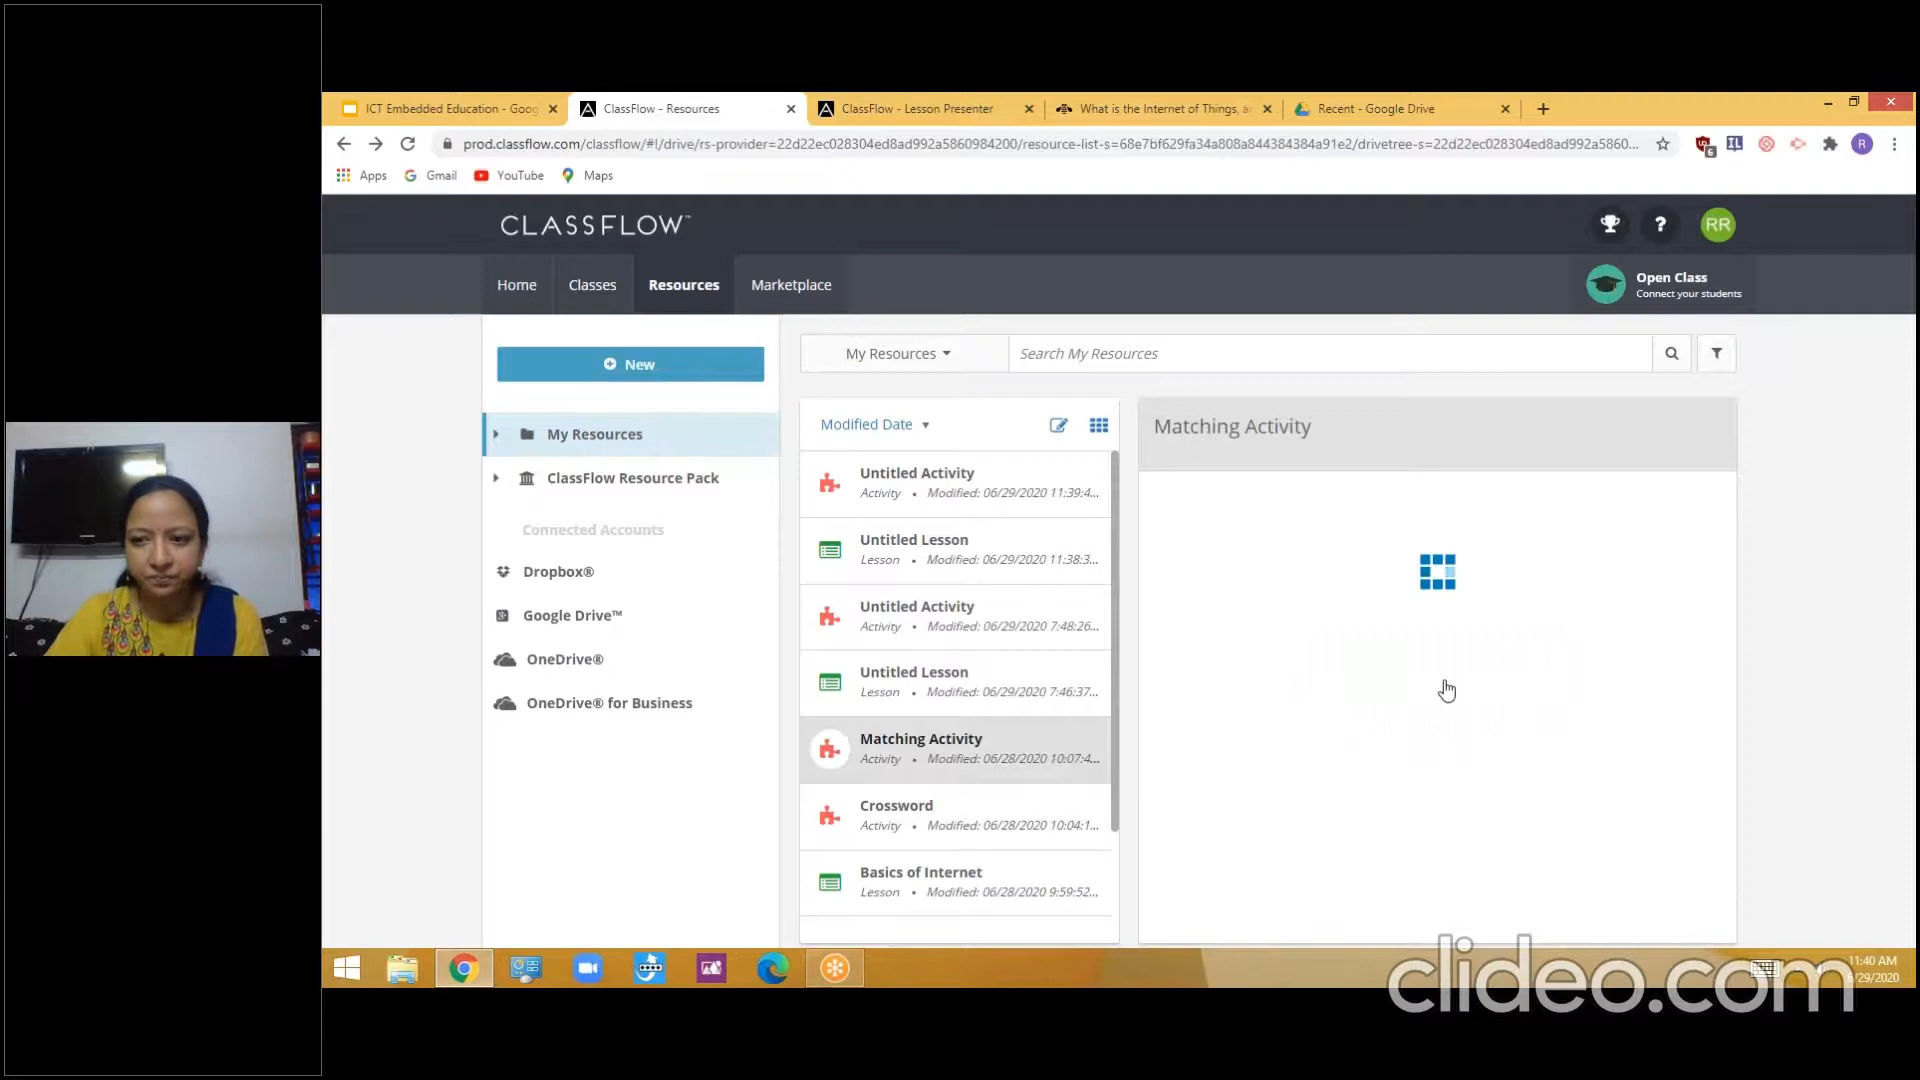 ICT Embedded Education - Goog
ClassFlow - Resources
ClassFlow - Lesson Presenter
What is the Internet of Things, a
Recent - Google Drive
prod.classflow.com/classflow/#!/drive/rs-provider=22d22ec028304ed8ad992a5860984200/resource-list-s=68e7bf629fa34a808a844384384a91e2/drivetree-s=22d22ec028304ed8ad992a5860...
6
R
Apps
Gmail
YouTube
Maps
CLASSFLOW™
?
RR
Home
Classes
Resources
Marketplace
Open Class
Connect your students
New
My Resources
Search My Resources
My Resources
ClassFlow Resource Pack
Connected Accounts
Dropbox®
Google Drive™
OneDrive®
OneDrive® for Business
Modified Date
Untitled Activity
Activity • Modified: 06/29/2020 11:39:4...
Untitled Lesson
Lesson • Modified: 06/29/2020 11:38:3...
Untitled Activity
Activity • Modified: 06/29/2020 7:48:26...
Untitled Lesson
Lesson • Modified: 06/29/2020 7:46:37...
Matching Activity
Activity • Modified: 06/28/2020 10:07:4...
Crossword
Activity • Modified: 06/28/2020 10:04:1...
Basics of Internet
Lesson • Modified: 06/28/2020 9:59:52...
Matching Activity
11:40 AM
/29/2020
clideo.com